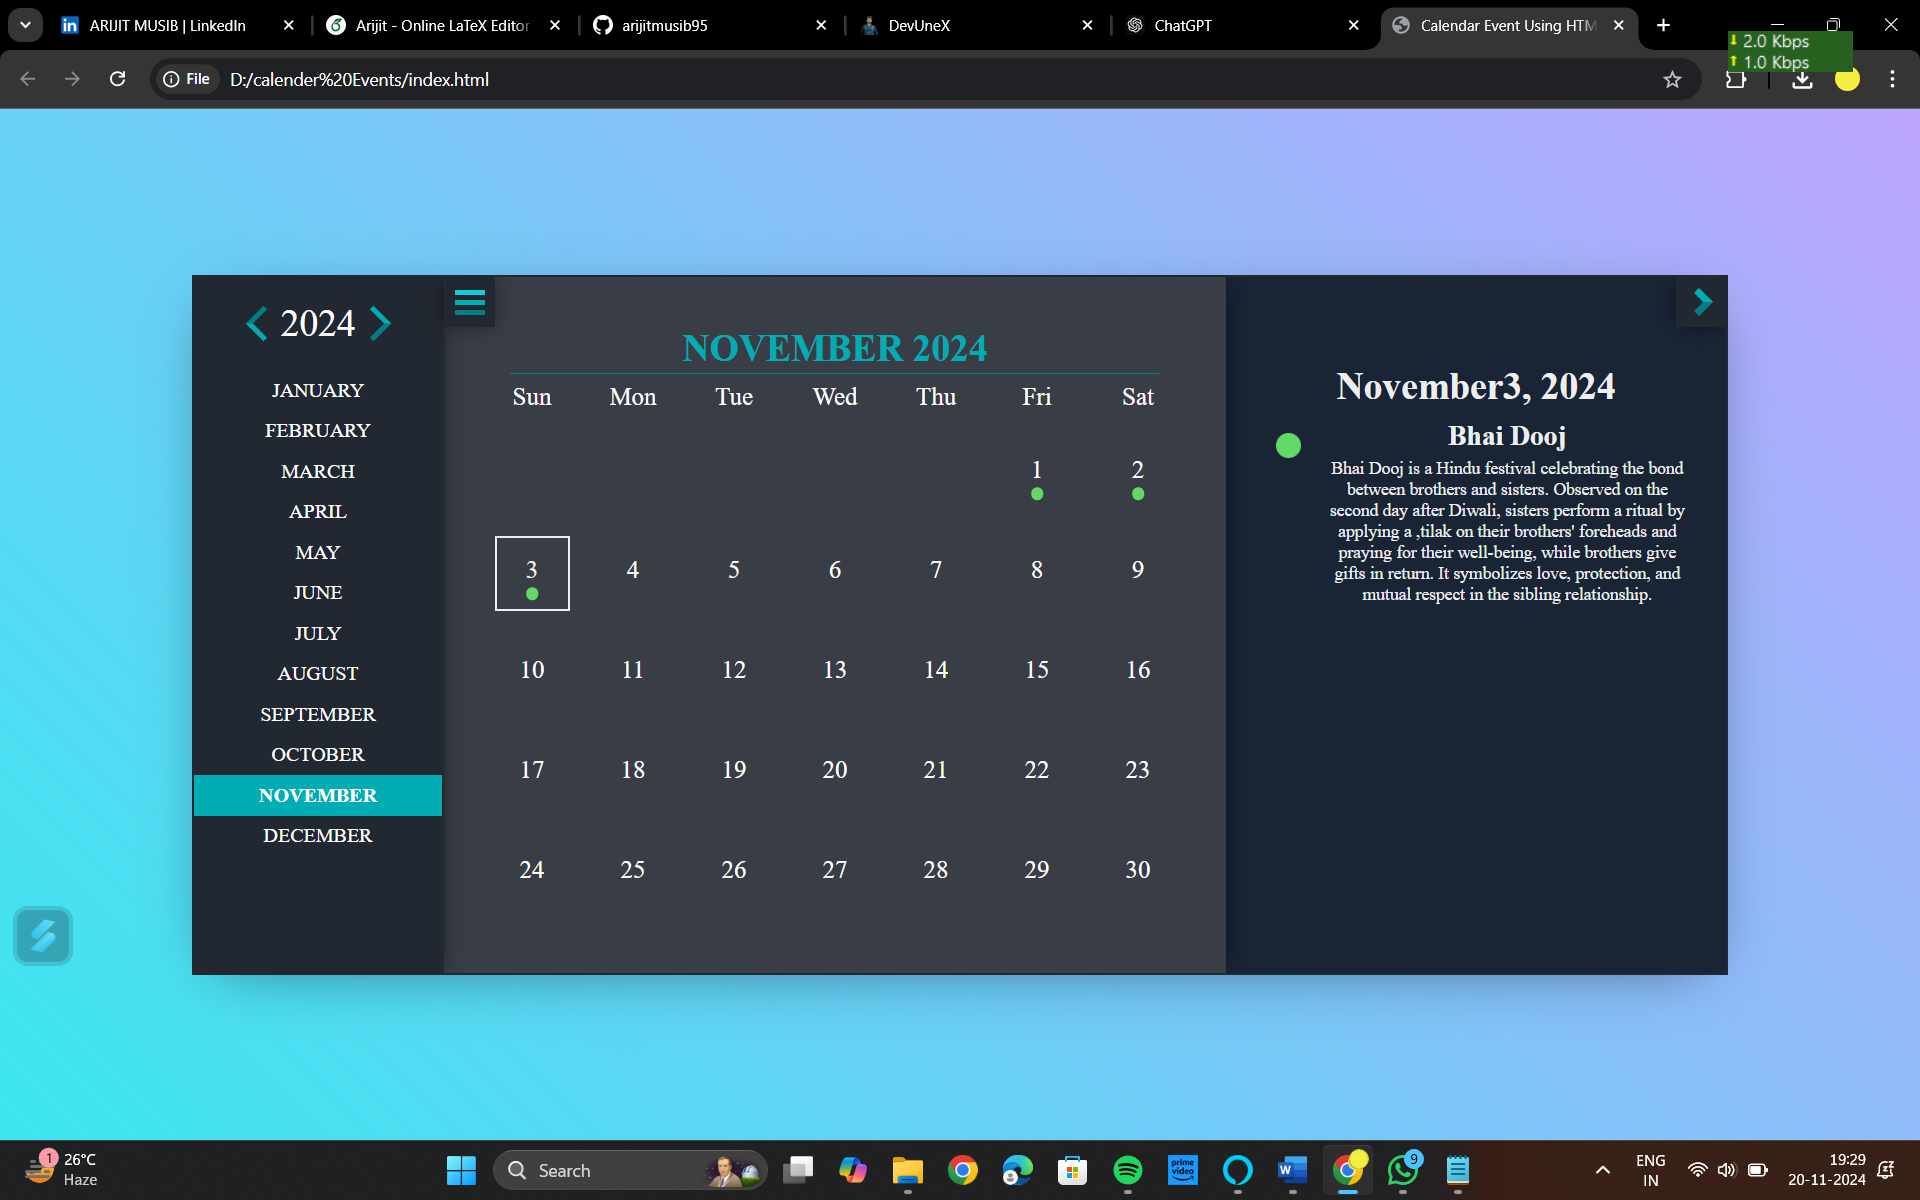 ARIJIT MUSIB | LinkedIn
Arijit - Online LaTeX Editor
arijitmusib95
DevUneX
ChatGPT
Calendar Event Using HTM
2.0 Kbps
1.0 Kbps
File
D:/calender%20Events/index.html
2024
JANUARY
FEBRUARY
MARCH
APRIL
MAY
JUNE
JULY
AUGUST
SEPTEMBER
OCTOBER
NOVEMBER
DECEMBER
NOVEMBER 2024
Sun Mon Tue Wed Thu Fri Sat
1 2
3 4 5 6 7 8 9
10 11 12 13 14 15 16
17 18 19 20 21 22 23
24 25 26 27 28 29 30
November3, 2024
Bhai Dooj
Bhai Dooj is a Hindu festival celebrating the bond
between brothers and sisters. Observed on the
second day after Diwali, sisters perform a ritual by
applying a ,tilak on their brothers' foreheads and
praying for their well-being, while brothers give
gifts in return. It symbolizes love, protection, and
mutual respect in the sibling relationship.
1
26°C
Haze
Search
prime
video
W
9
ENG
IN
19:29
20-11-2024